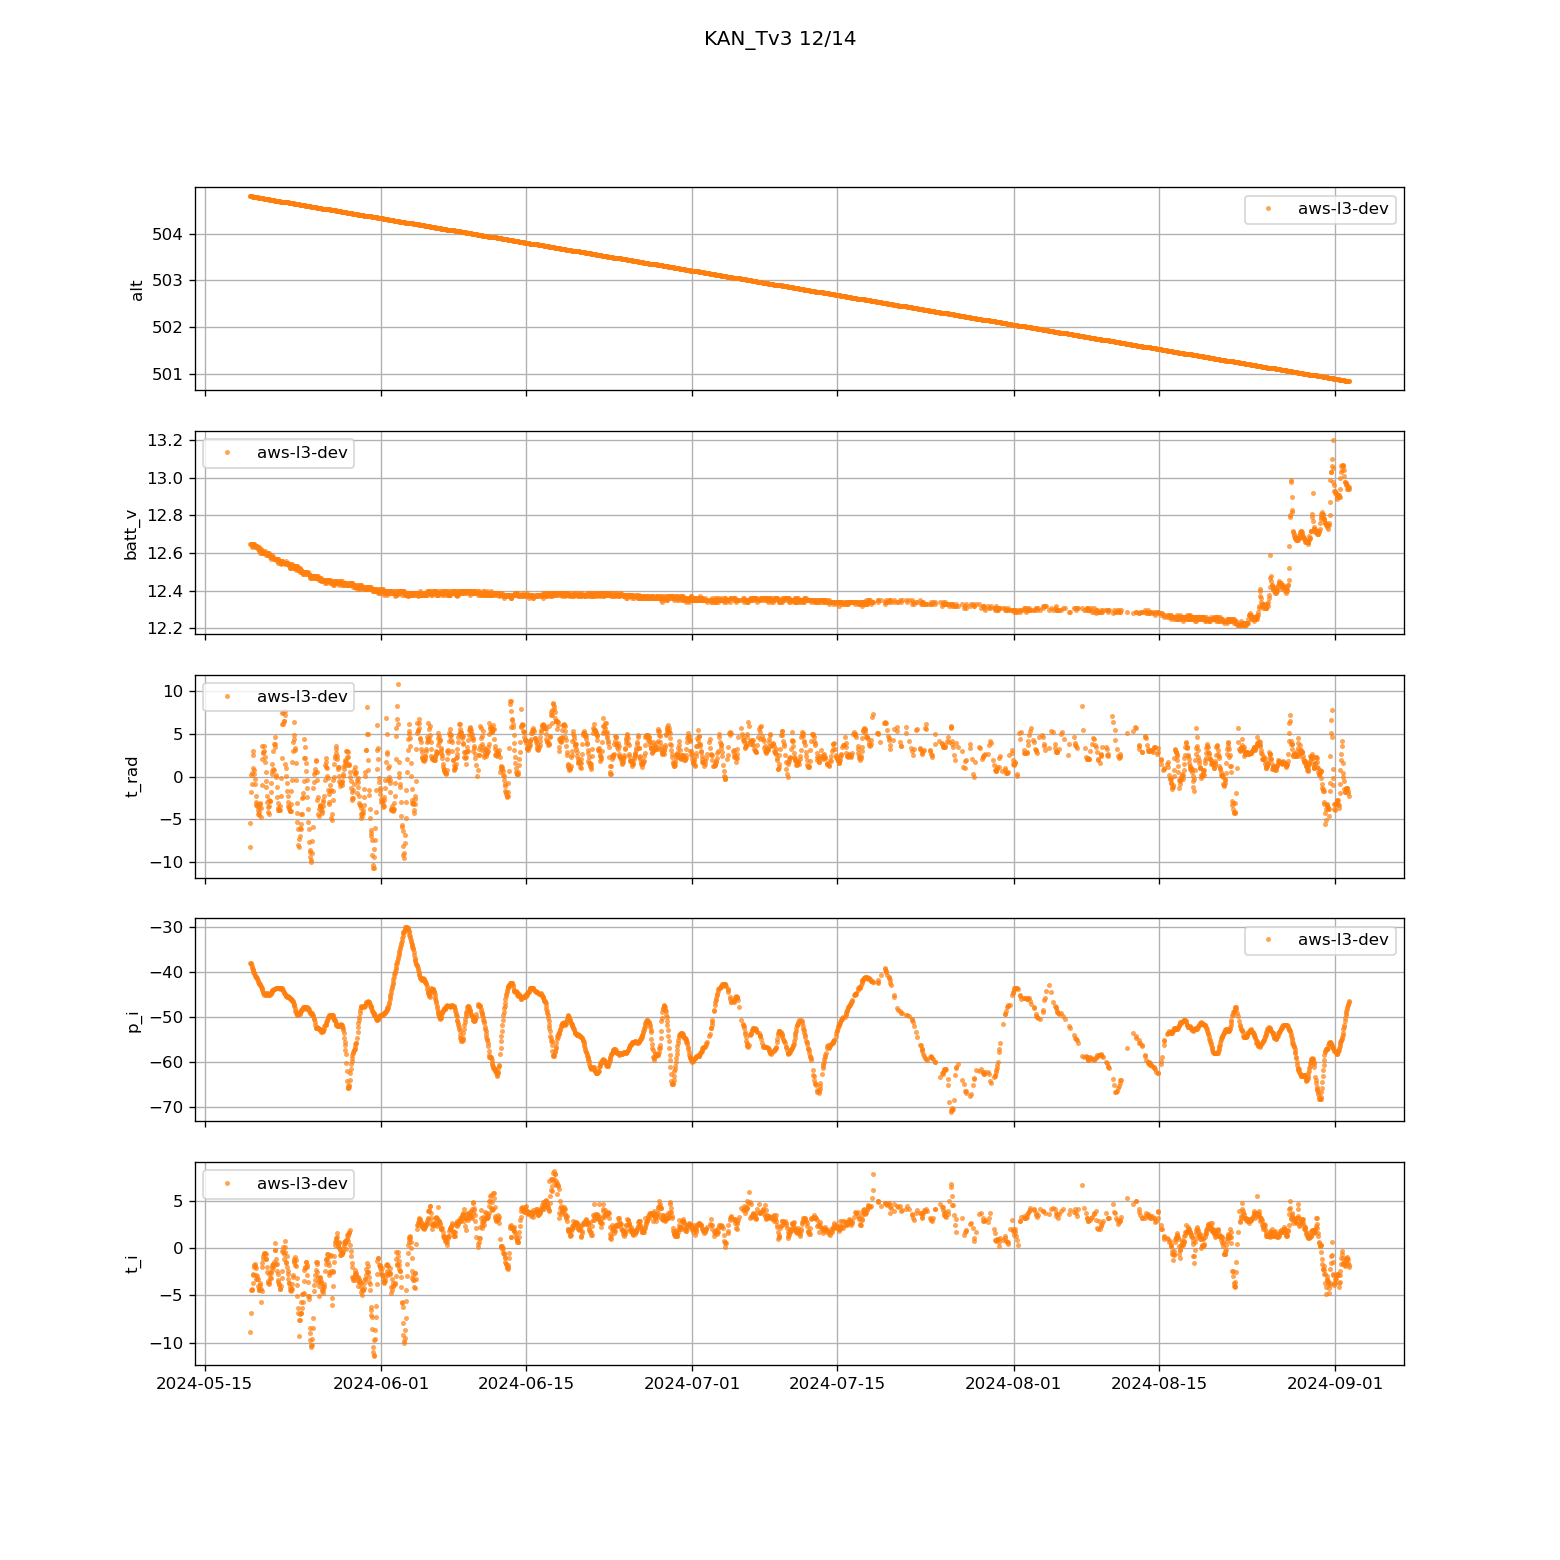 KAN_Tv3 12/14
aws-l3-dev
504
503
502
501
alt
aws-l3-dev
13.2
13.0
12.8
12.6
12.4
12.2
batt_v
aws-l3-dev
10
5
0
−5
−10
t_rad
aws-l3-dev
−30
−40
−50
−60
−70
p_i
aws-l3-dev
5
0
−5
−10
t_i
2024-05-15 2024-06-01 2024-06-15 2024-07-01 2024-07-15 2024-08-01 2024-08-15 2024-09-01